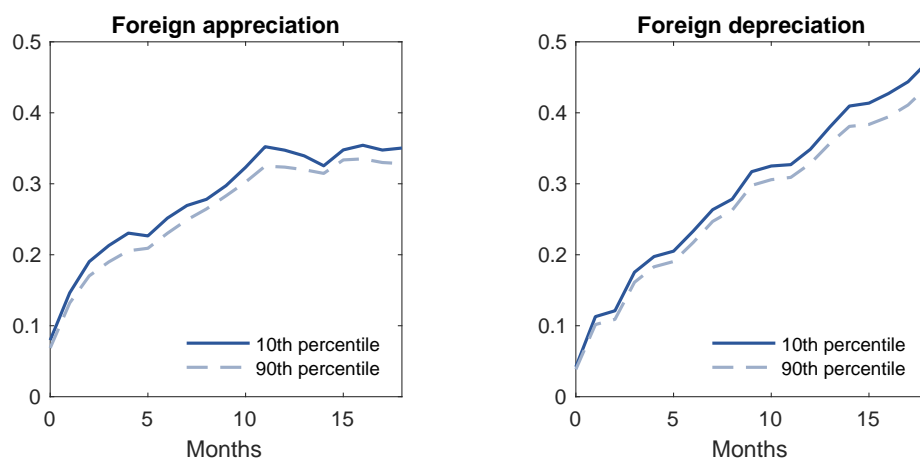 Foreign appreciation
0.5
0.4
0.3
0.2
0.1
0
10th percentile
90th percentile
0 5 10 15
Months
Foreign depreciation
0.5
0.4
0.3
0.2
0.1
0
10th percentile
90th percentile
0 5 10 15
Months